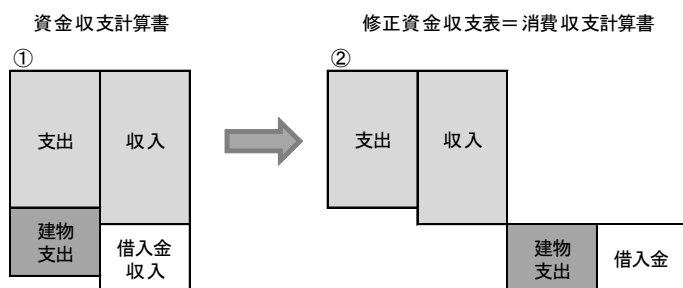 資金収支計算書
修正資金収支表＝消費収支計算書
①
②
支出
収入
支出
収入
建物
支出
借入金
収入
建物
支出
借入金